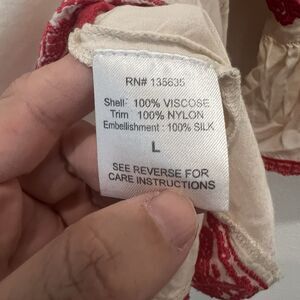 RN# 135635
Shell: 100% VISCOSE
Trim 100% NYLON
Embellishment : 100% SILK
L
SEE REVERSE FOR
CARE INSTRUCTIONS